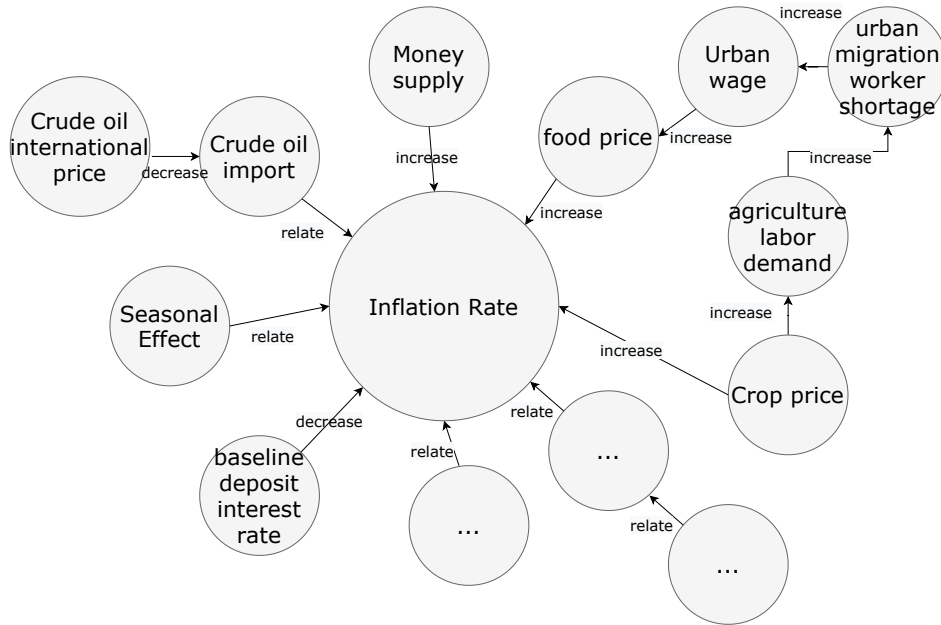 increase
Money
supply
Urban
wage
urban
migration
worker
shortage
Crude oil
international
price
decrease
Crude oil
import
increase
food price
increase
increase
relate
increase
agriculture
labor
demand
Seasonal
Effect
relate
Inflation Rate
increase
increase
Crop price
decrease
relate
relate
baseline
deposit
interest
rate
...
...
relate
...